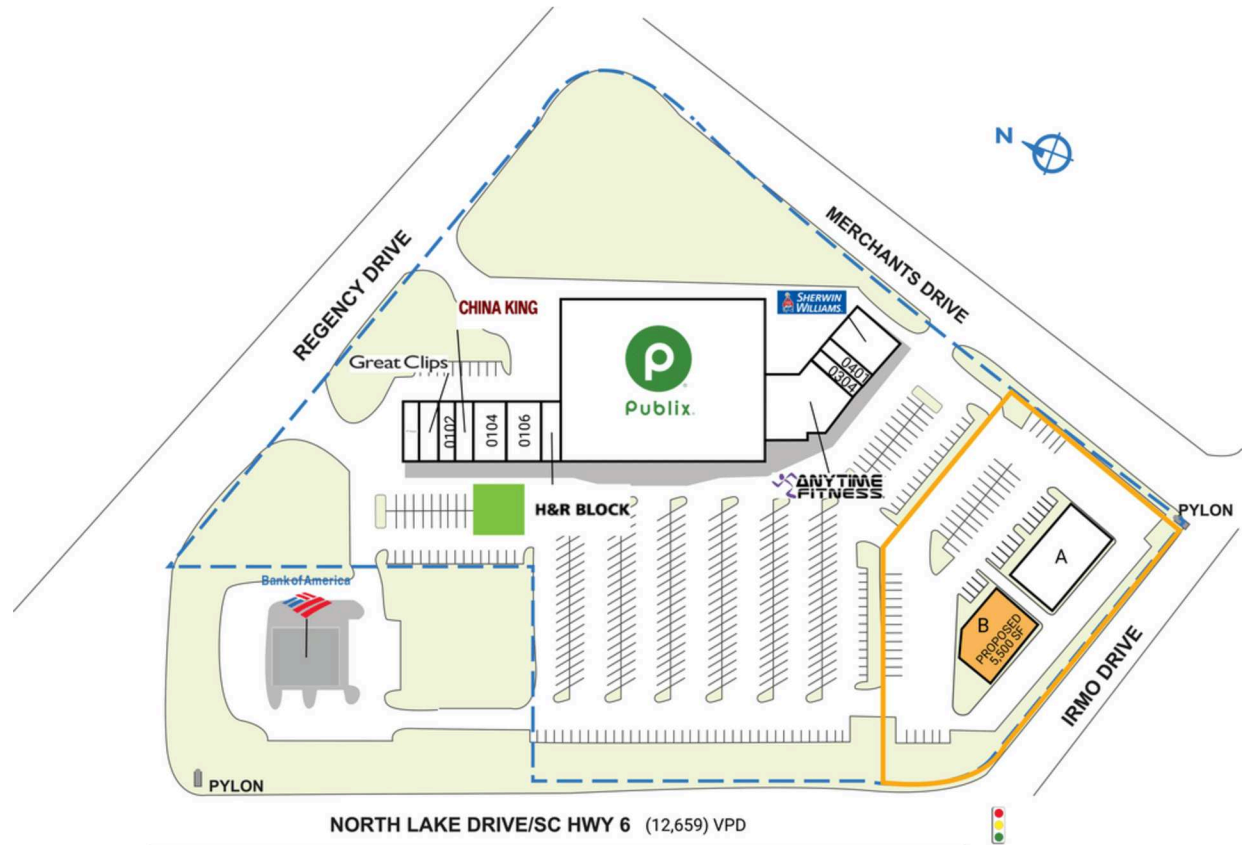 N
REGENCY DRIVE
MERCHANTS DRIVE
CHINA KING
SHERWIN
WILLIAMS.
Great Clips
Publix.
0401
0304
0102
0104
0106
H&R BLOCK
ANYTIME
FITNESS
PYLON
A
B
PROPOSED
5,500 SF
Bank of America
IRMO DRIVE
PYLON
NORTH LAKE DRIVE/SC HWY 6 (12,659) VPD